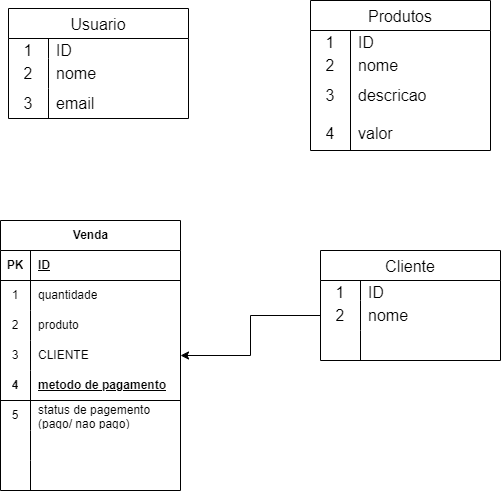 Usuario
1 ID
2 nome
3 email
Produtos
1 ID
2 nome
3 descricao
4 valor
Venda
PK ID
1 quantidade
2 produto
3 CLIENTE
4 metodo de pagamento
5 status de pagemento
(pago/ nao pago)
Cliente
1 ID
2 nome